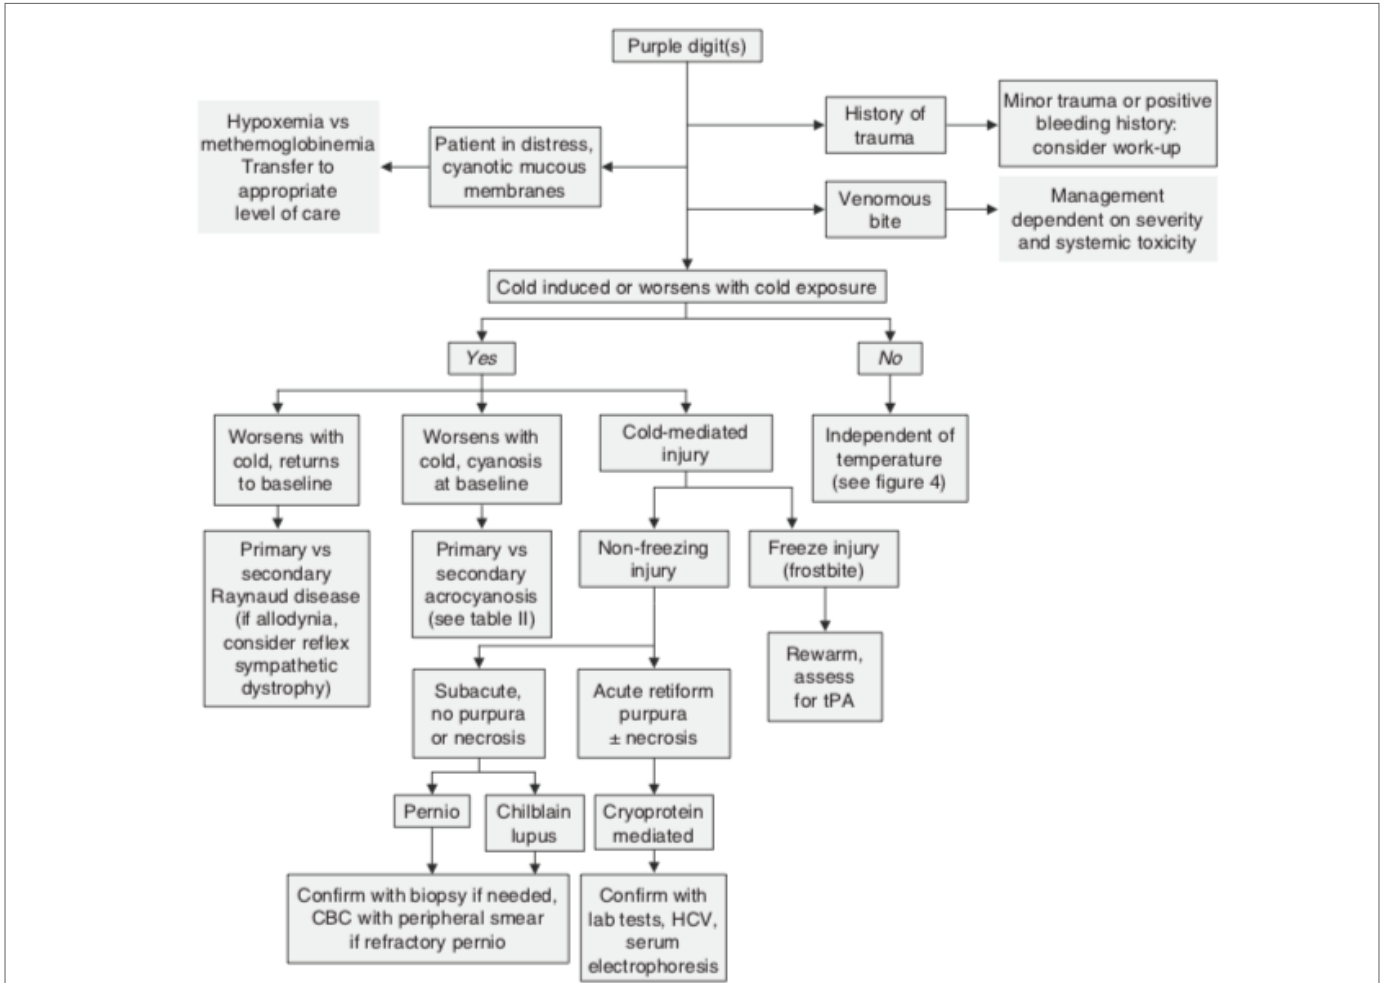 Purple digit(s)
Hypoxemia vs
methemoglobinemia
Transfer to
appropriate
level of care
Patient in distress,
cyanotic mucous
membranes
History of
trauma
Minor trauma or positive
bleeding history:
consider work-up
Venomous
bite
Management
dependent on severity
and systemic toxicity
Cold induced or worsens with cold exposure
Yes
No
Worsens with
cold, returns
to baseline
Worsens with
cold, cyanosis
at baseline
Cold-mediated
injury
Independent of
temperature
(see figure 4)
Primary vs
secondary
Raynaud disease
(if allodynia,
consider reflex
sympathetic
dystrophy)
Primary vs
secondary
acrocyanosis
(see table II)
Non-freezing
injury
Freeze injury
(frostbite)
Rewarm,
assess
for tPA
Subacute,
no purpura
or necrosis
Acute retiform
purpura
± necrosis
Pernio
Chilblain
lupus
Cryoprotein
mediated
Confirm with biopsy if needed,
CBC with peripheral smear
if refractory pernio
Confirm with
lab tests, HCV,
serum
electrophoresis